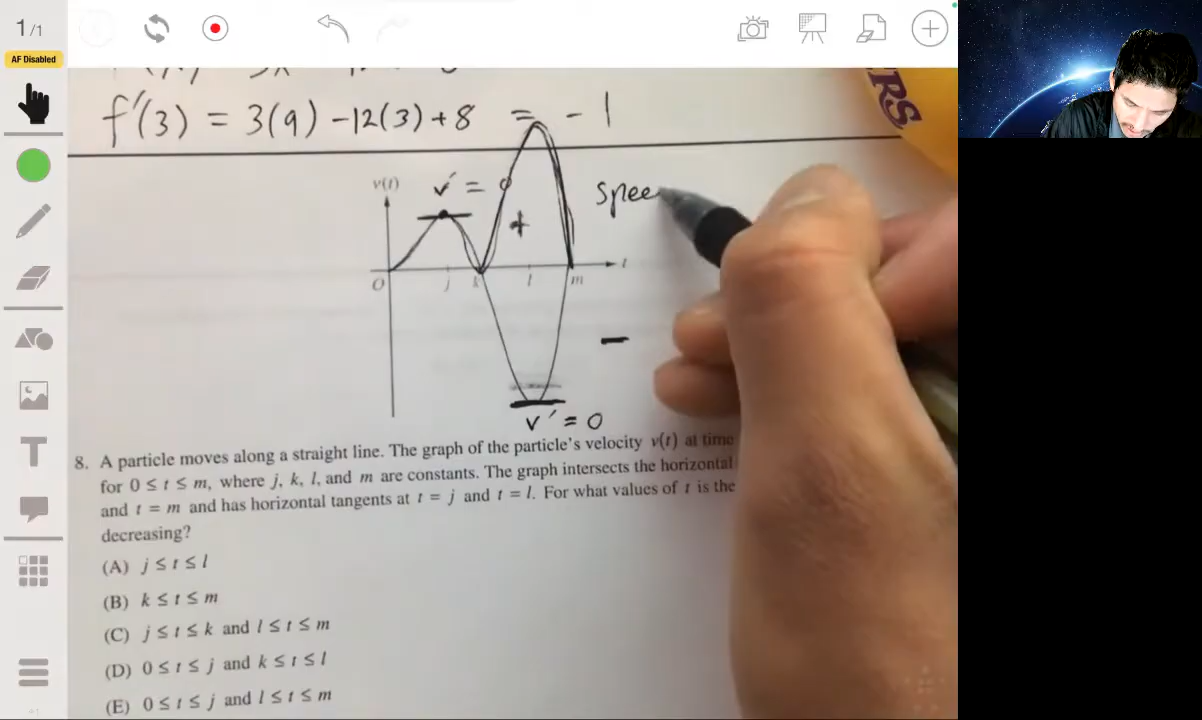 1/1
AF Disabled
f'(3) = 3(9) -12(3)+8 = -1
v(t) v' = 0 spee
+
O j k l m t
-
v' = 0
8. A particle moves along a straight line. The graph of the particle's velocity v(t) at time
for 0 ≤ t ≤ m, where j, k, l, and m are constants. The graph intersects the horizontal
and t = m and has horizontal tangents at t = j and t = l. For what values of t is the
decreasing?
(A) j ≤ t ≤ l
(B) k ≤ t ≤ m
(C) j ≤ t ≤ k and l ≤ t ≤ m
(D) 0 ≤ t ≤ j and k ≤ t ≤ l
(E) 0 ≤ t ≤ j and l ≤ t ≤ m
T
ERS